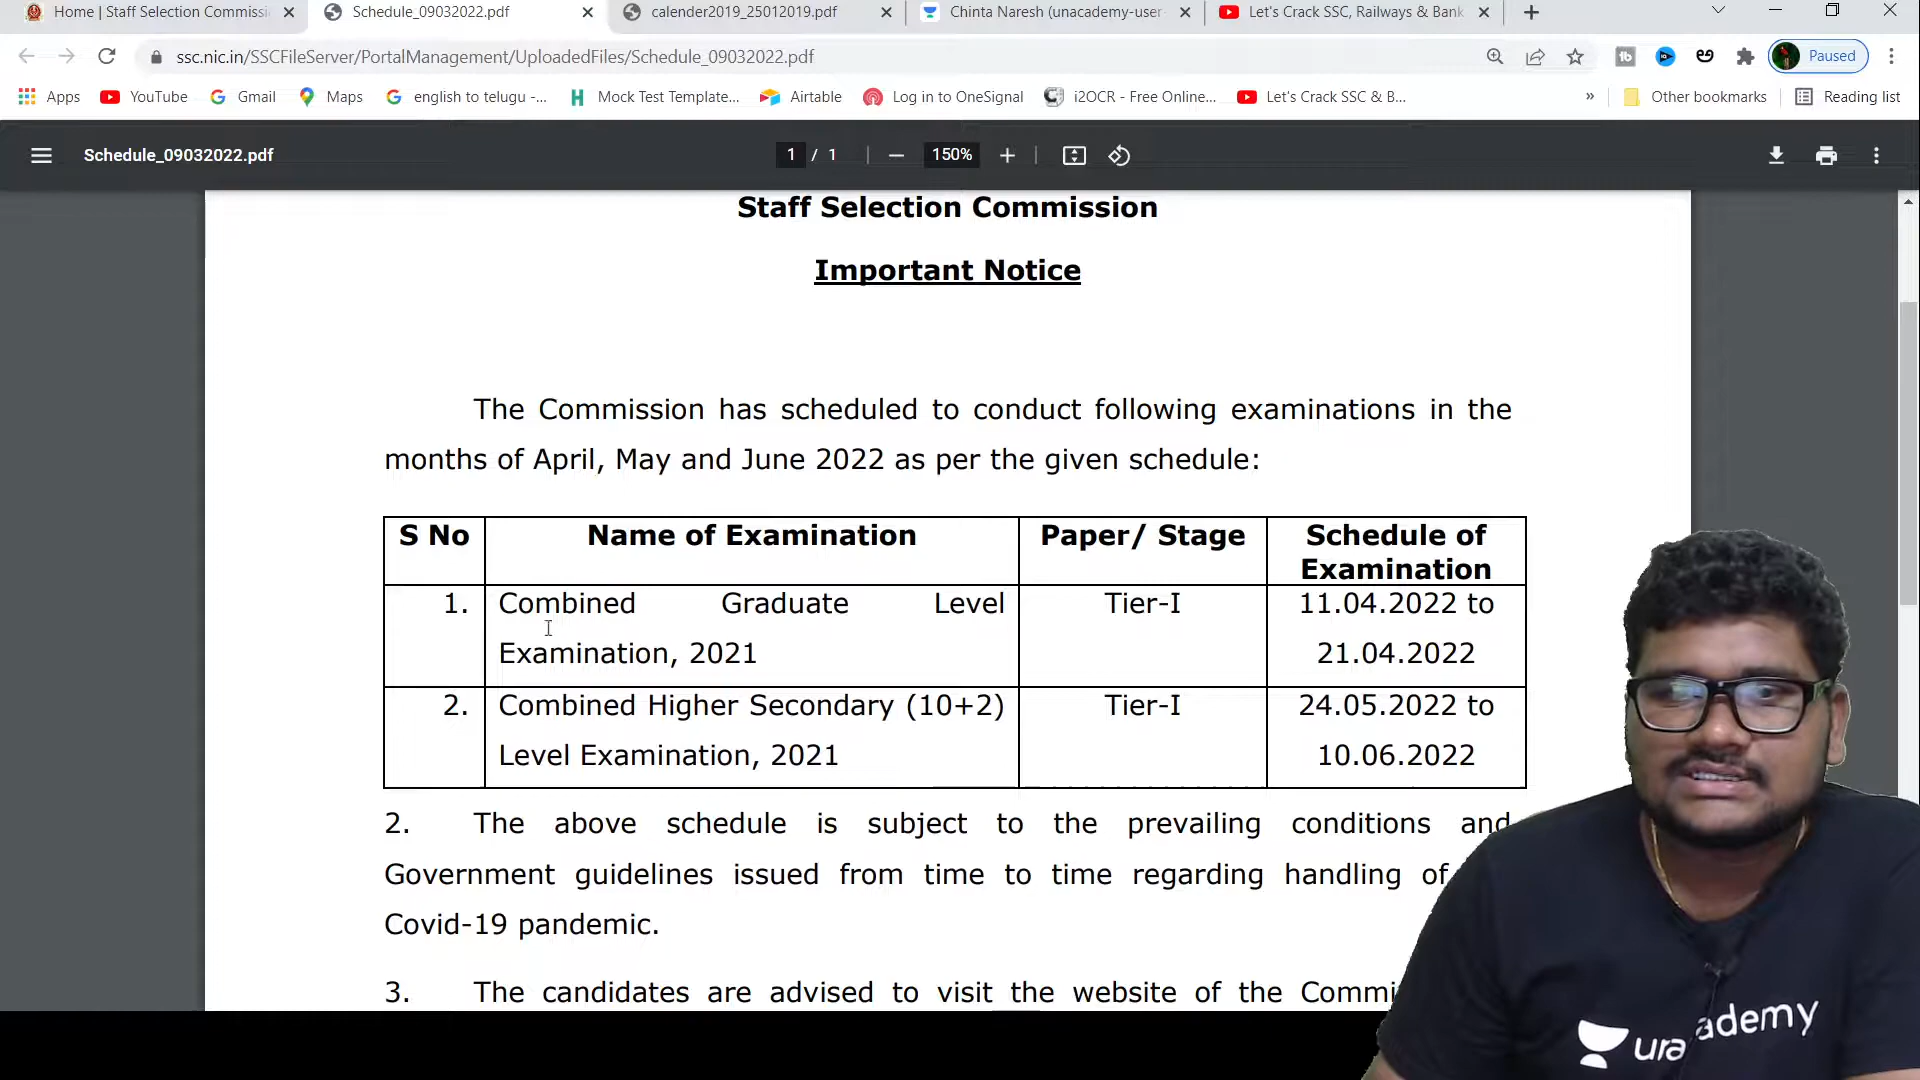 Home | Staff Selection Commissi
Schedule_09032022.pdf
calender2019_25012019.pdf
Chinta Naresh (unacademy-user-
Let's Crack SSC, Railways & Bank
ssc.nic.in/SSCFileServer/PortalManagement/UploadedFiles/Schedule_09032022.pdf
Paused
Apps
YouTube
Gmail
Maps
english to telugu -...
Mock Test Template...
Airtable
Log in to OneSignal
i2OCR - Free Online...
Let's Crack SSC & B...
»
Other bookmarks
Reading list
Schedule_09032022.pdf
1 / 1
150%
Staff Selection Commission
Important Notice
The Commission has scheduled to conduct following examinations in the
months of April, May and June 2022 as per the given schedule:
S No
Name of Examination
Paper/ Stage
Schedule of
Examination
1.
Combined Graduate Level
Examination, 2021
Tier-I
11.04.2022 to
21.04.2022
2.
Combined Higher Secondary (10+2)
Level Examination, 2021
Tier-I
24.05.2022 to
10.06.2022
2. The above schedule is subject to the prevailing conditions and
Government guidelines issued from time to time regarding handling of
Covid-19 pandemic.
3. The candidates are advised to visit the website of the Commi